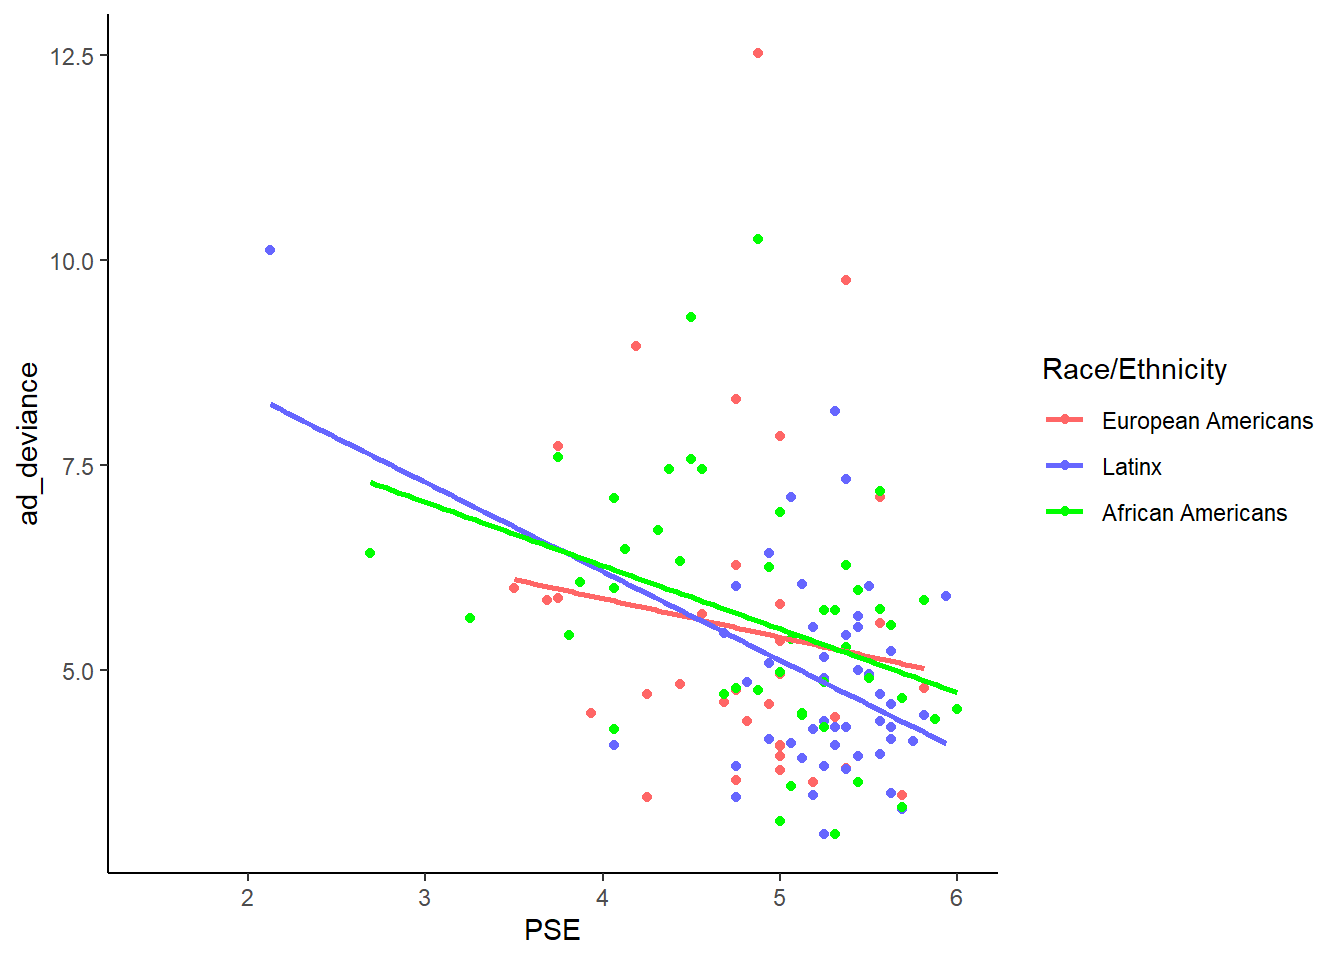 12.5
10.0
7.5
5.0
ad_deviance
2 3 4 5 6
PSE
Race/Ethnicity
European Americans
Latinx
African Americans